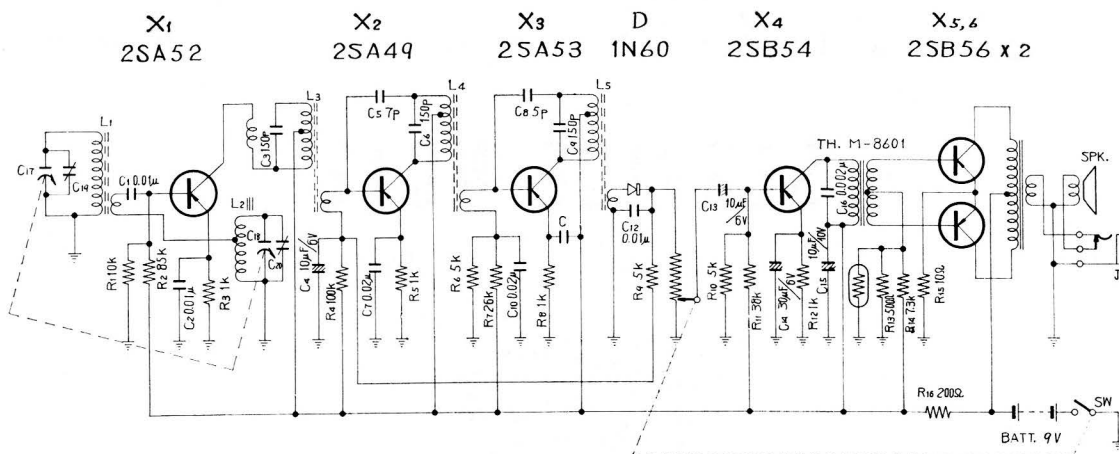 X1 X2 X3 D X4 X5,6
2SA52 2SA49 2SA53 1N60 2SB54 2SB56 x 2
L1
C17
C19
C1 0.01μ
R1 10k
R2 85k
C2 0.01μ
R3 1k
L2
C18
C20
L3
C3 150P
C4 10μF/6V
R4 100k
C5 7p
C6 150p
C7 0.02μ
R5 1k
L4
R6 5k
R7 26k
C8 5p
C9 150p
C10 0.02μ
R8 1k
C
L5
C12 0.01μ
R9 5k
C13 10μF/6V
R10 5k
R11 38k
C14 30μF/6V
R12 1k
10μF/10V
C15
TH. M-8601
C16 0.002μ
R13 500Ω
R14 7.3k
R15 10Ω
R16 200Ω
SPK.
J
BATT. 9V
SW